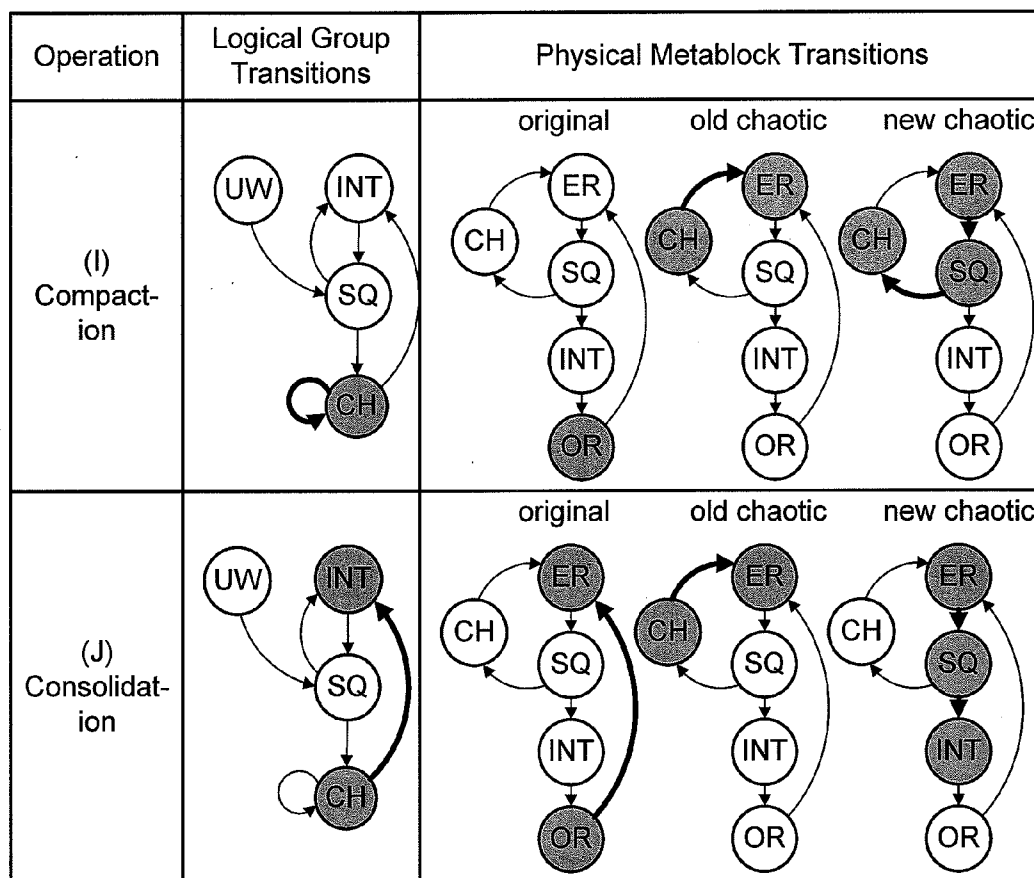 Operation
Logical Group
Transitions
Physical Metablock Transitions
(I)
Compact-
ion
UW
INT
SQ
CH
original
ER
CH
SQ
INT
OR
old chaotic
ER
CH
SQ
INT
OR
new chaotic
ER
CH
SQ
INT
OR
(J)
Consolidat-
ion
UW
INT
SQ
CH
original
ER
CH
SQ
INT
OR
old chaotic
ER
CH
SQ
INT
OR
new chaotic
ER
CH
SQ
INT
OR